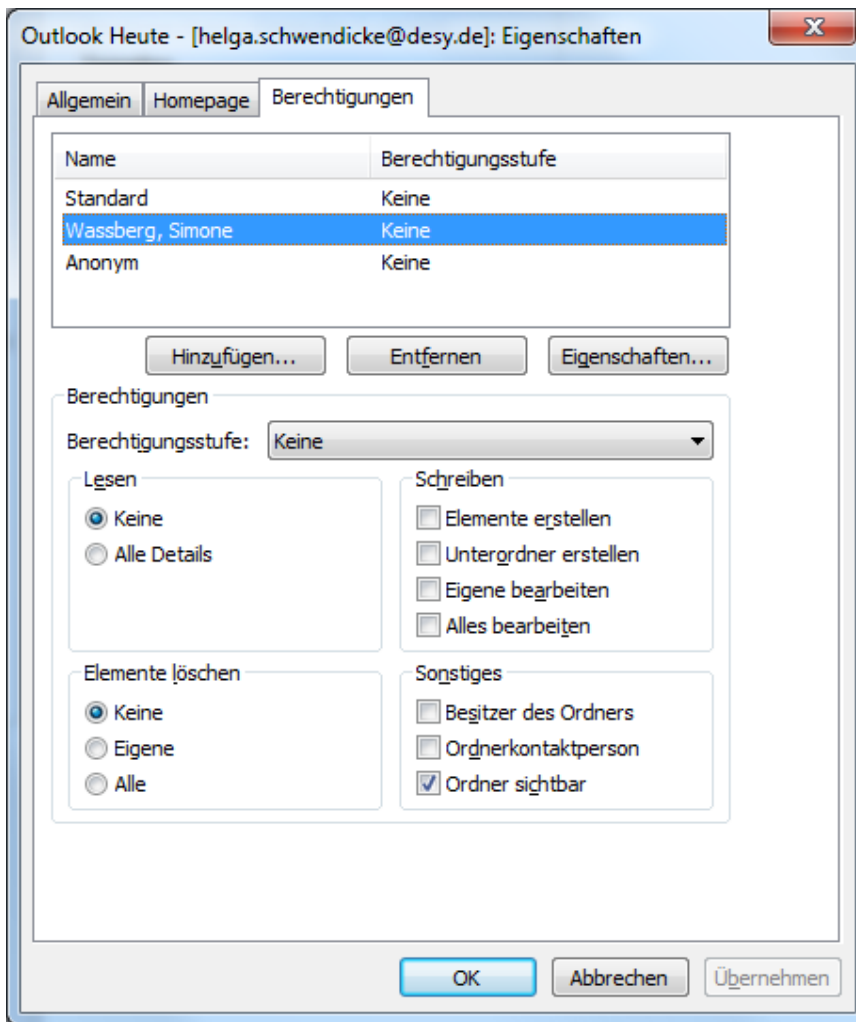 Outlook Heute - [helga.schwendicke@desy.de]: Eigenschaften
Allgemein Homepage Berechtigungen
Name Berechtigungsstufe
Standard Keine
Wassberg, Simone Keine
Anonym Keine
Hinzufügen... Entfernen Eigenschaften...
Berechtigungen
Berechtigungsstufe: Keine
Lesen
Keine
Alle Details
Schreiben
Elemente erstellen
Unterordner erstellen
Eigene bearbeiten
Alles bearbeiten
Elemente löschen
Keine
Eigene
Alle
Sonstiges
Besitzer des Ordners
Ordnerkontaktperson
Ordner sichtbar
OK Abbrechen Übernehmen